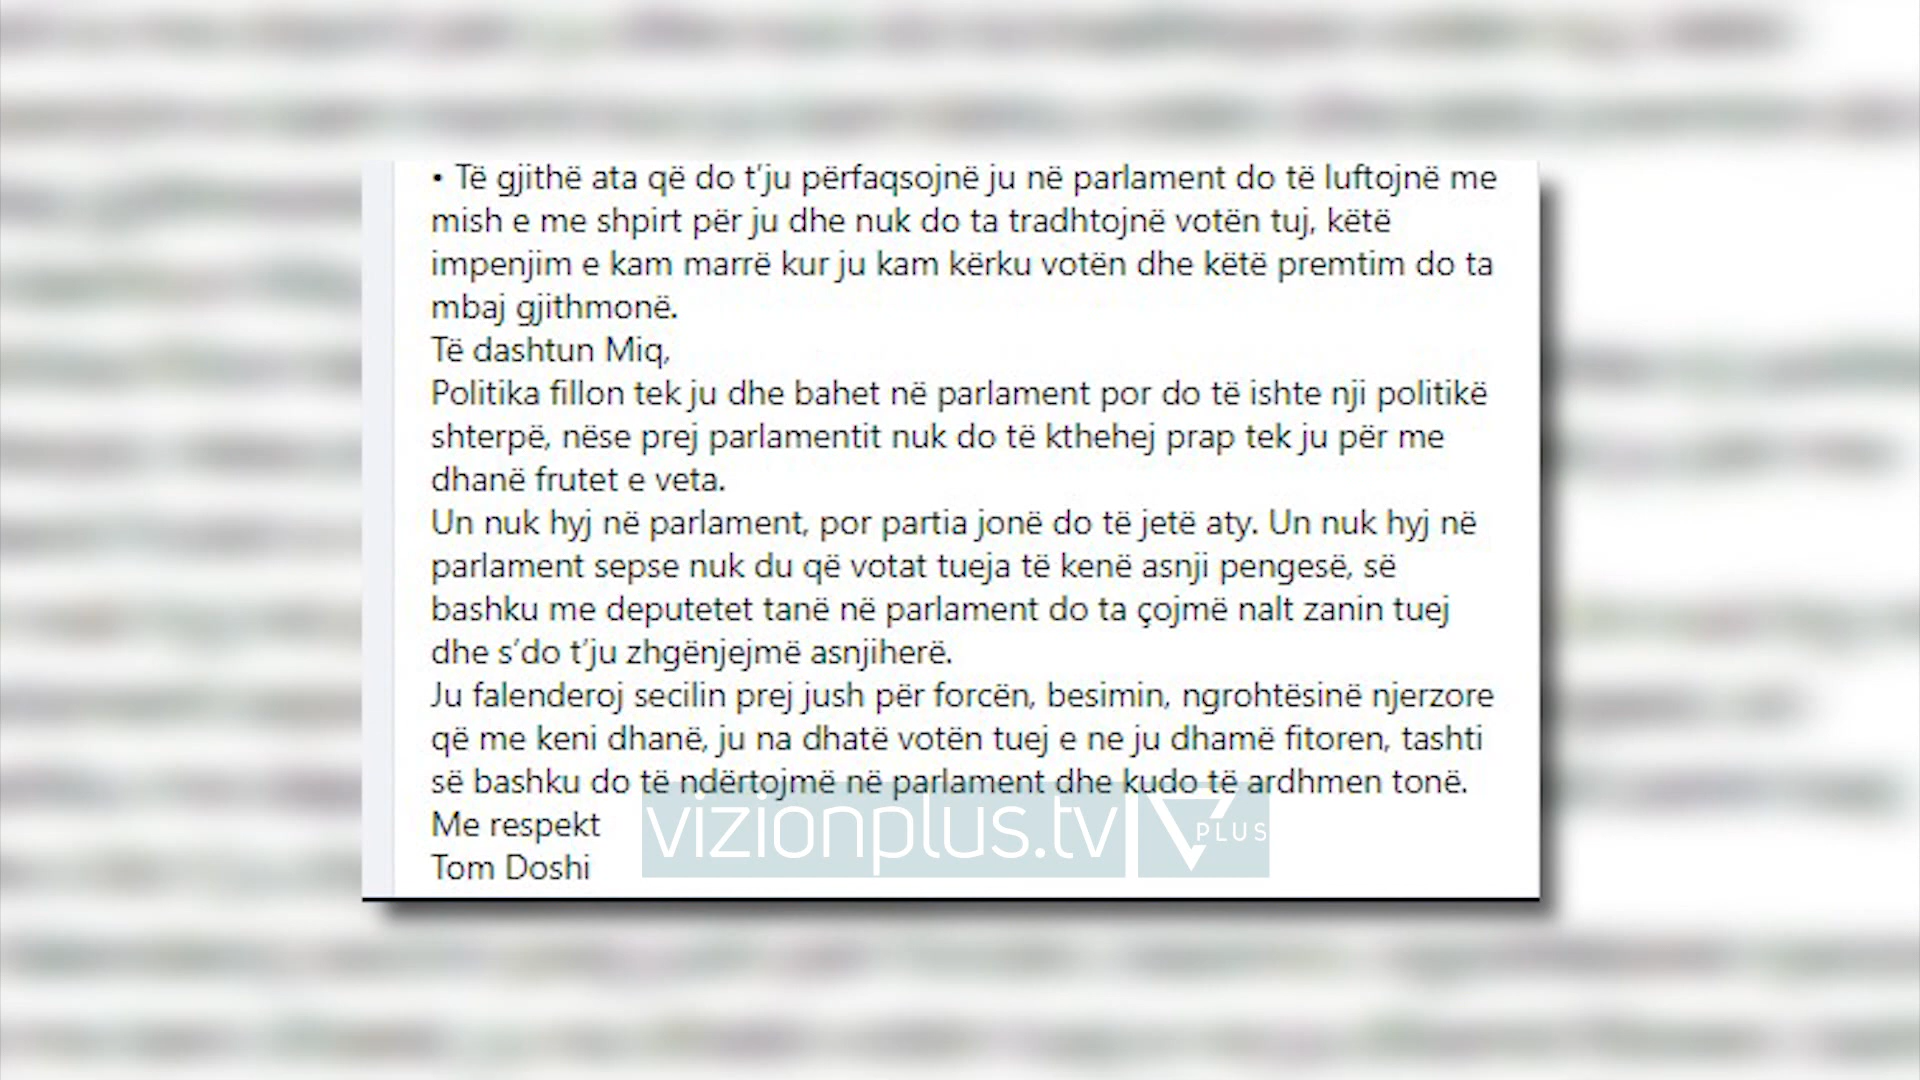 • Të gjithë ata që do t'ju përfaqsojnë ju në parlament do të luftojnë me
mish e me shpirt për ju dhe nuk do ta tradhtojnë votën tuj, këtë
impenjim e kam marrë kur ju kam kërku votën dhe këtë premtim do ta
mbaj gjithmonë.
Të dashtun Miq,
Politika fillon tek ju dhe bahet në parlament por do të ishte nji politikë
shterpë, nëse prej parlamentit nuk do të kthehej prap tek ju për me
dhanë frutet e veta.
Un nuk hyj në parlament, por partia jonë do të jetë aty. Un nuk hyj në
parlament sepse nuk du që votat tueja të kenë asnji pengesë, së
bashku me deputetet tanë në parlament do ta çojmë nalt zanin tuej
dhe s'do t'ju zhgënjejmë asnjiherë.
Ju falenderoj secilin prej jush për forcën, besimin, ngrohtësinë njerzore
që me keni dhanë, ju na dhatë votën tuej e ne ju dhamë fitoren, tashti
së bashku do të ndërtojmë në parlament dhe kudo të ardhmen tonë.
Me respekt
Tom Doshi
vizionplus.tv PLUS